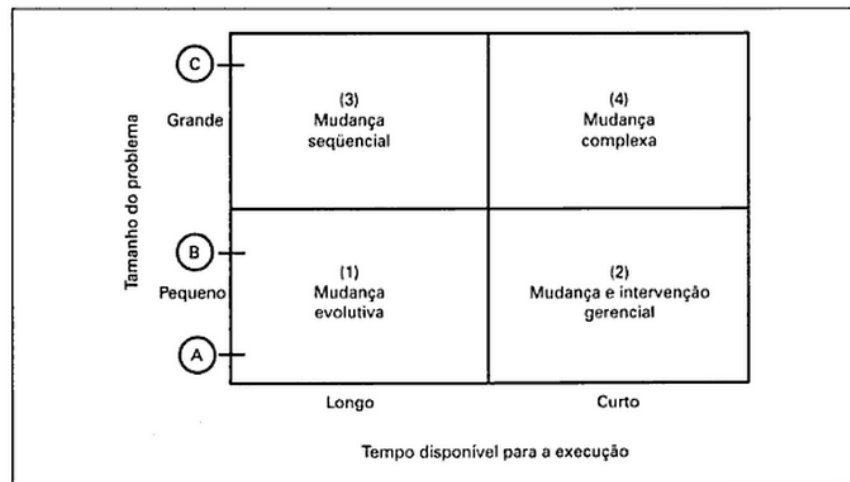 C
Grande
Tamanho do problema
B
Pequeno
A
(3)
Mudança
seqüencial
(4)
Mudança
complexa
(1)
Mudança
evolutiva
(2)
Mudança e intervenção
gerencial
Longo
Curto
Tempo disponível para a execução